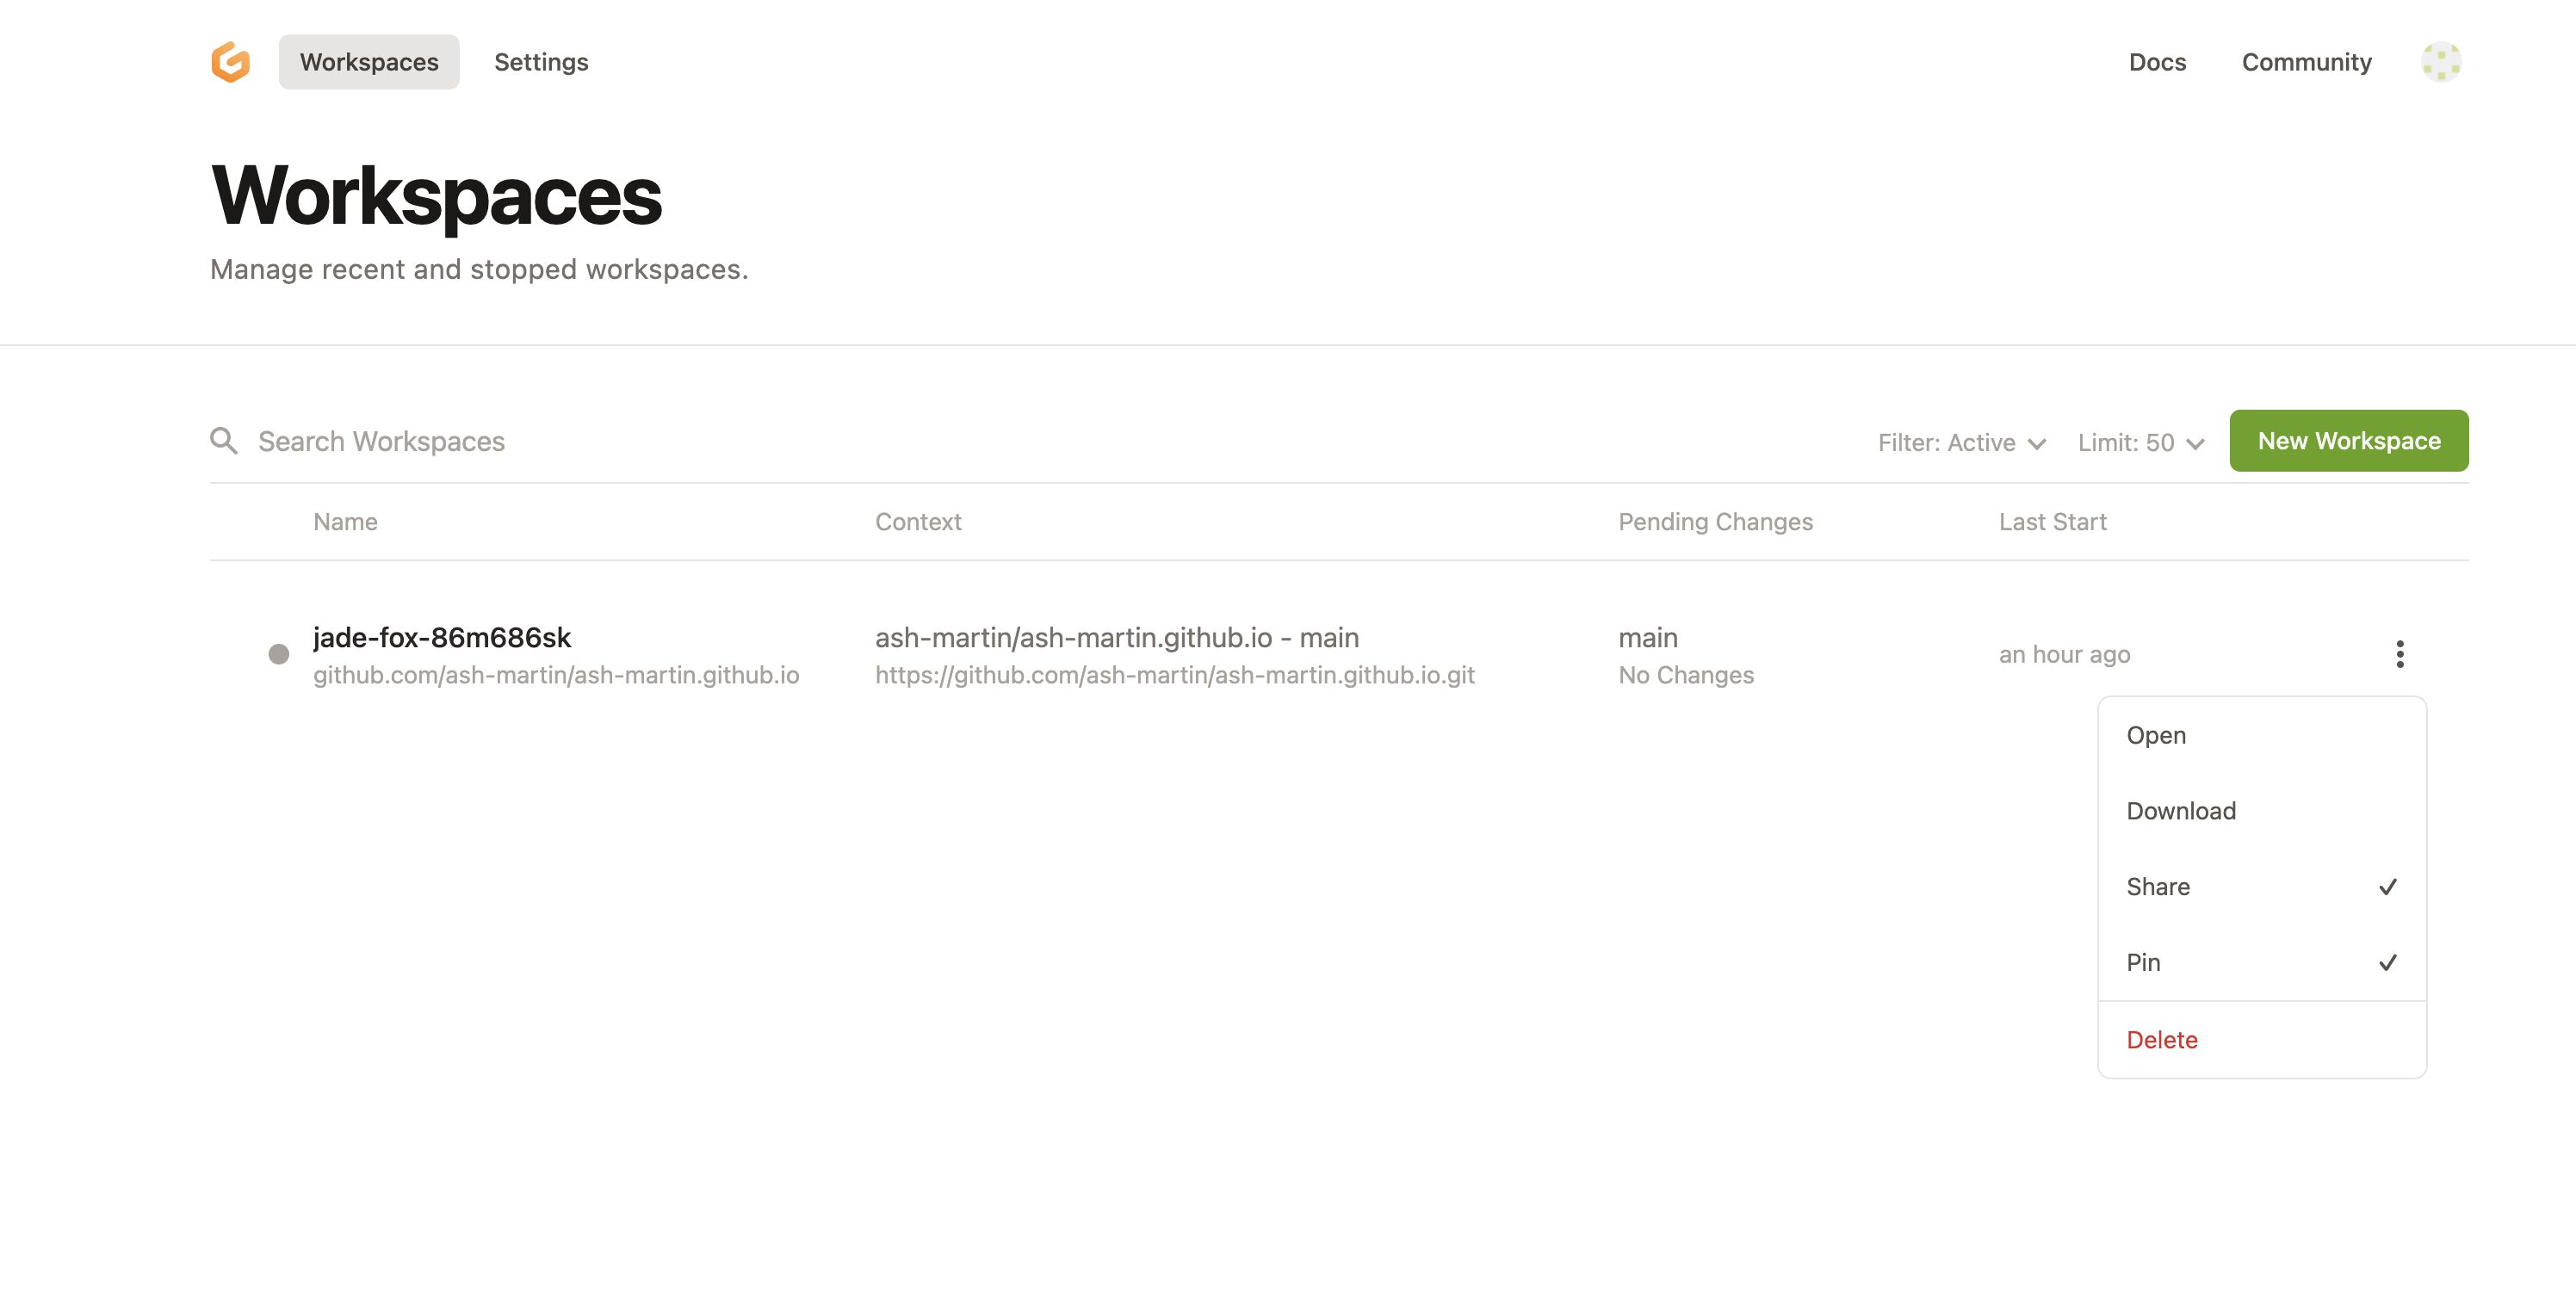 Workspaces
Settings
Docs
Community
Workspaces
Manage recent and stopped workspaces.
Search Workspaces
Filter: Active
Limit: 50
New Workspace
Name
Context
Pending Changes
Last Start
jade-fox-86m686sk
github.com/ash-martin/ash-martin.github.io
ash-martin/ash-martin.github.io - main
https://github.com/ash-martin/ash-martin.github.io.git
main
No Changes
an hour ago
Open
Download
Share
Pin
Delete